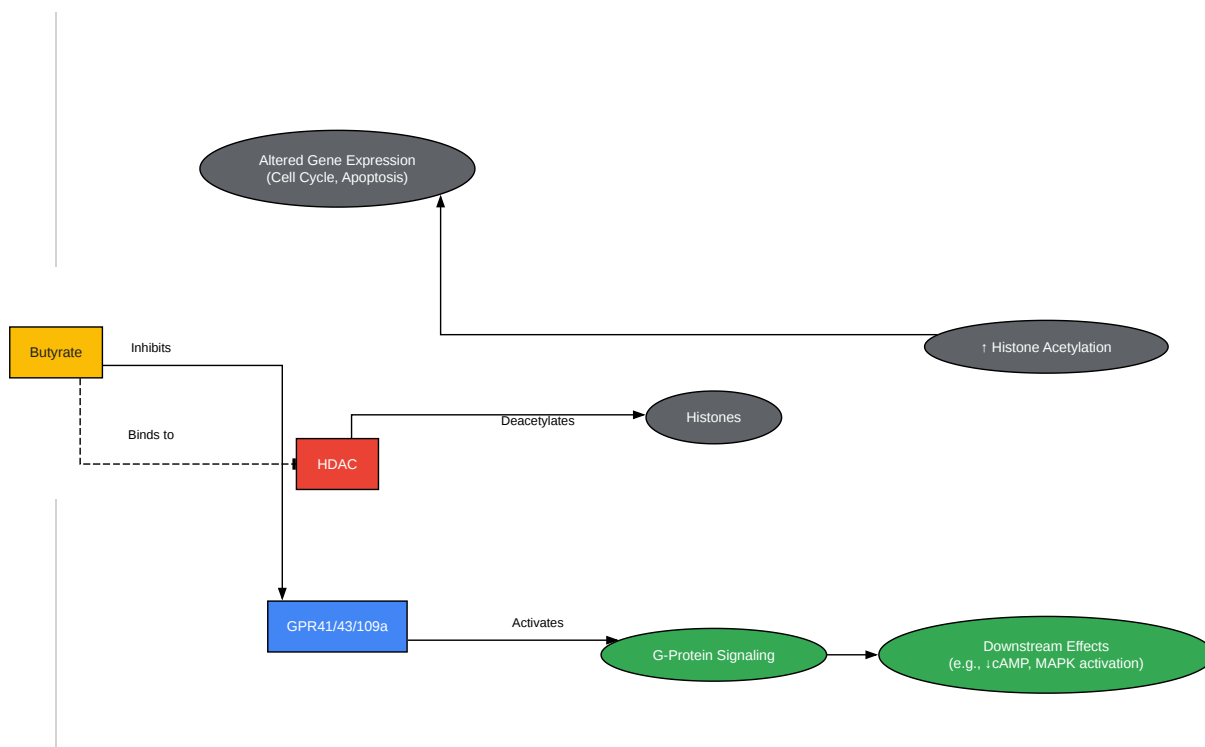 Altered Gene Expression
(Cell Cycle, Apoptosis)
Butyrate
Inhibits
↑ Histone Acetylation
Histones
Deacetylates
Binds to
HDAC
GPR41/43/109a
Activates
G-Protein Signaling
Downstream Effects
(e.g., ↓cAMP, MAPK activation)